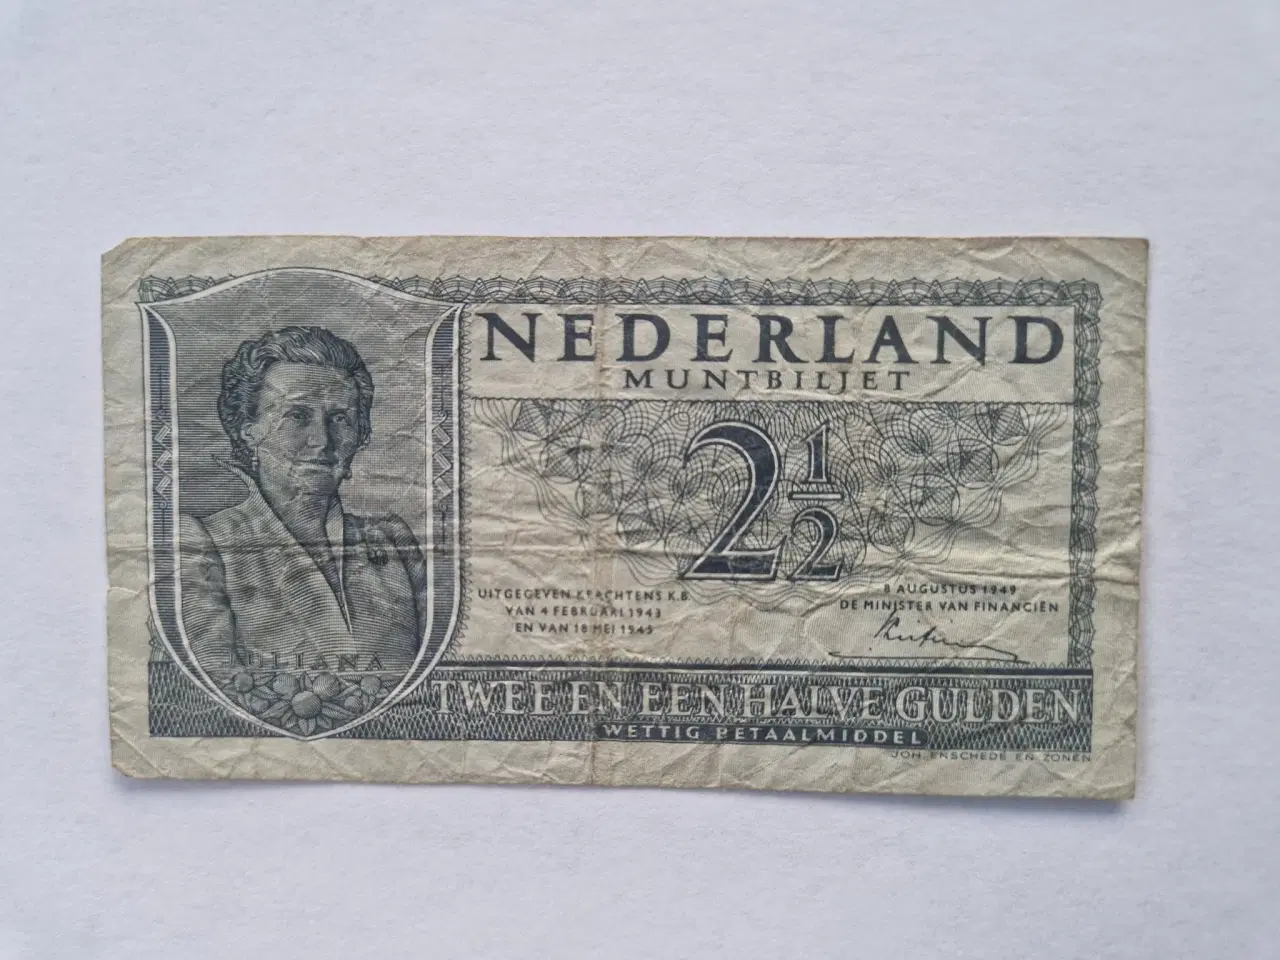 NEDERLAND
MUNTBILJET
2½
UITGEGEVEN KRACHTENS K.B.
VAN 4 FEBRUARI 1943
EN VAN 18 MEI 1945
8 AUGUSTUS 1949
DE MINISTER VAN FINANCIËN
JULIANA
TWEE EN EEN HALVE GULDEN
WETTIG BETAALMIDDEL
JOH. ENSCHEDE EN ZONEN